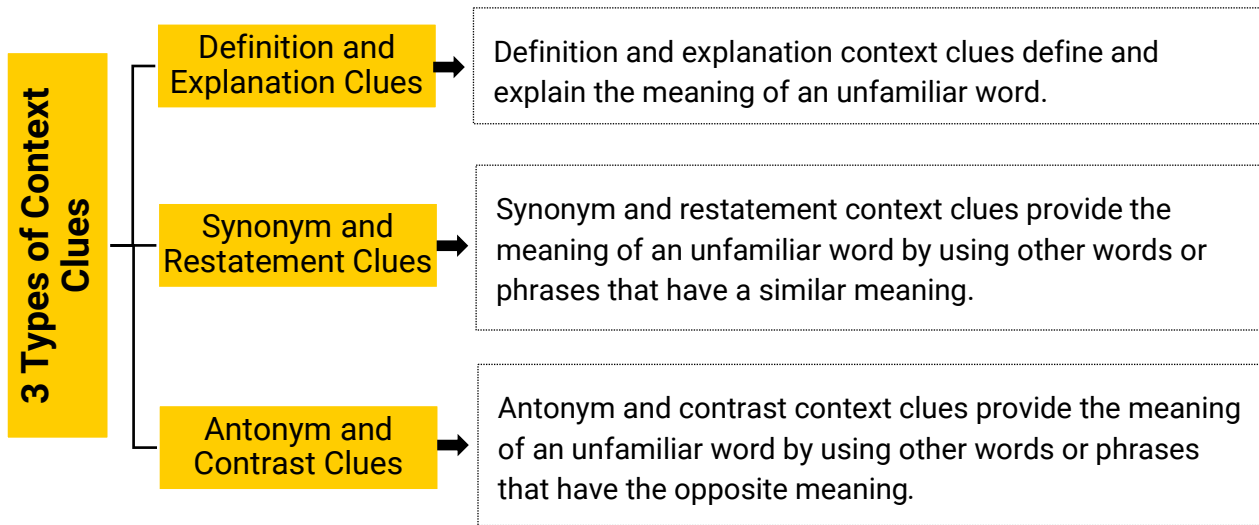 3 Types of Context
Clues
Definition and
Explanation Clues
Definition and explanation context clues define and
explain the meaning of an unfamiliar word.
Synonym and
Restatement Clues
Synonym and restatement context clues provide the
meaning of an unfamiliar word by using other words or
phrases that have a similar meaning.
Antonym and
Contrast Clues
Antonym and contrast context clues provide the meaning
of an unfamiliar word by using other words or phrases
that have the opposite meaning.